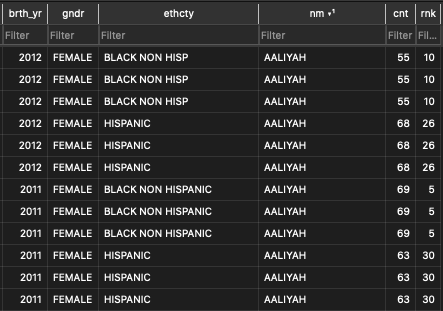 brth_yr gndr ethcty nm ▾¹ cnt rnk
Filter Filter Filter Filter Filter Fil...
2012 FEMALE BLACK NON HISP AALIYAH 55 10
2012 FEMALE BLACK NON HISP AALIYAH 55 10
2012 FEMALE BLACK NON HISP AALIYAH 55 10
2012 FEMALE HISPANIC AALIYAH 68 26
2012 FEMALE HISPANIC AALIYAH 68 26
2012 FEMALE HISPANIC AALIYAH 68 26
2011 FEMALE BLACK NON HISPANIC AALIYAH 69 5
2011 FEMALE BLACK NON HISPANIC AALIYAH 69 5
2011 FEMALE BLACK NON HISPANIC AALIYAH 69 5
2011 FEMALE HISPANIC AALIYAH 63 30
2011 FEMALE HISPANIC AALIYAH 63 30
2011 FEMALE HISPANIC AALIYAH 63 30